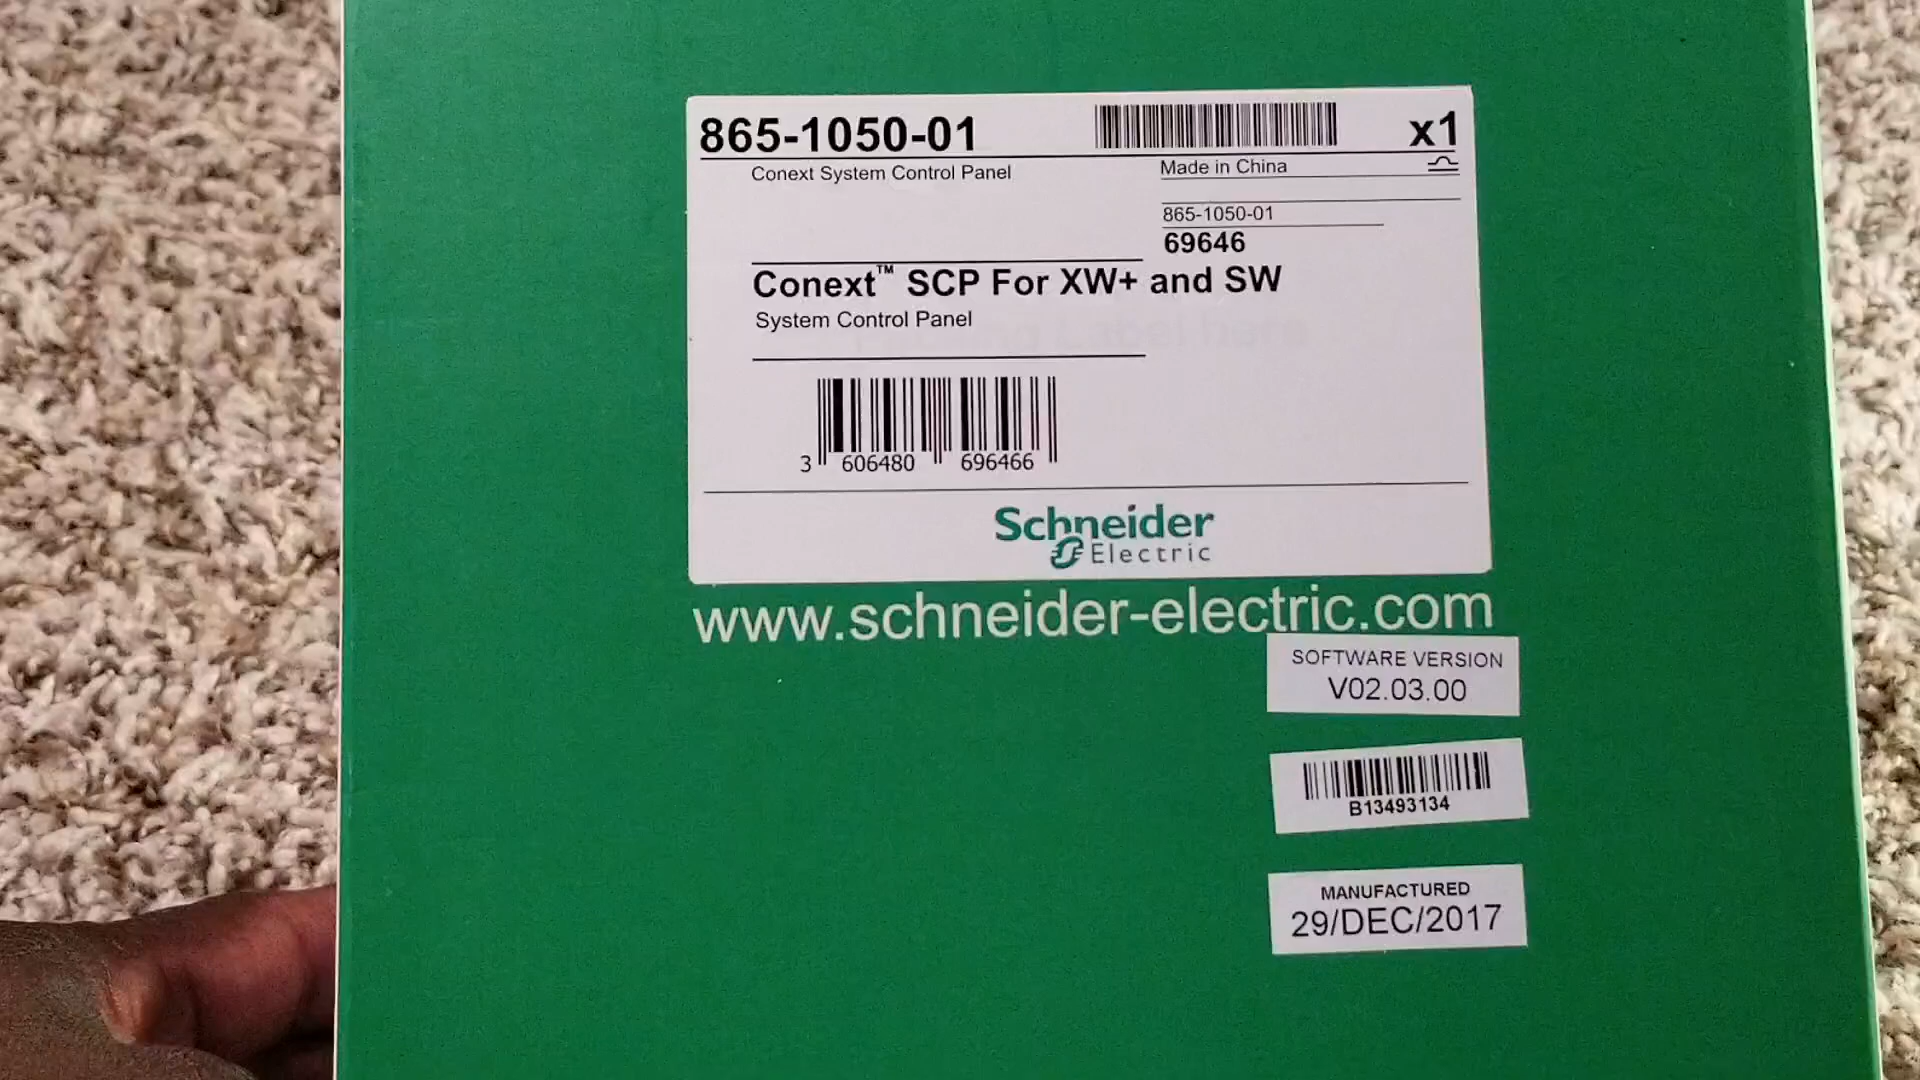 865-1050-01
x1
Conext System Control Panel
Made in China
865-1050-01
69646
Conext™ SCP For XW+ and SW
System Control Panel
3 606480 696466
Schneider
Electric
www.schneider-electric.com
SOFTWARE VERSION
V02.03.00
B13493134
MANUFACTURED
29/DEC/2017